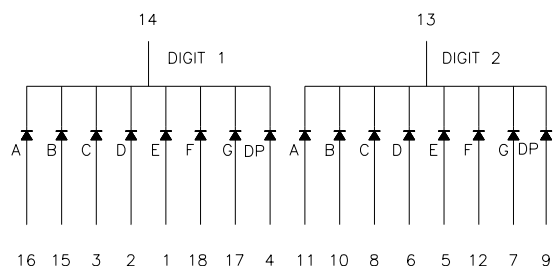 14 13
DIGIT 1 DIGIT 2
A B C D E F G DP A B C D E F G DP
16 15 3 2 1 18 17 4 11 10 8 6 5 12 7 9